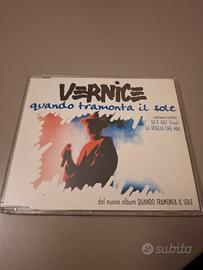 VERNICE
quando tramonta il sole
contiene inoltre:
SU E GIU' (live)
LA VOGLIA CHE HAI
dal nuovo album QUANDO TRAMONTA IL SOLE
subito